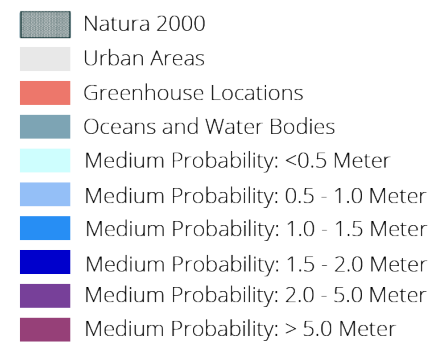 Natura 2000
Urban Areas
Greenhouse Locations
Oceans and Water Bodies
Medium Probability: <0.5 Meter
Medium Probability: 0.5 - 1.0 Meter
Medium Probability: 1.0 - 1.5 Meter
Medium Probability: 1.5 - 2.0 Meter
Medium Probability: 2.0 - 5.0 Meter
Medium Probability: > 5.0 Meter